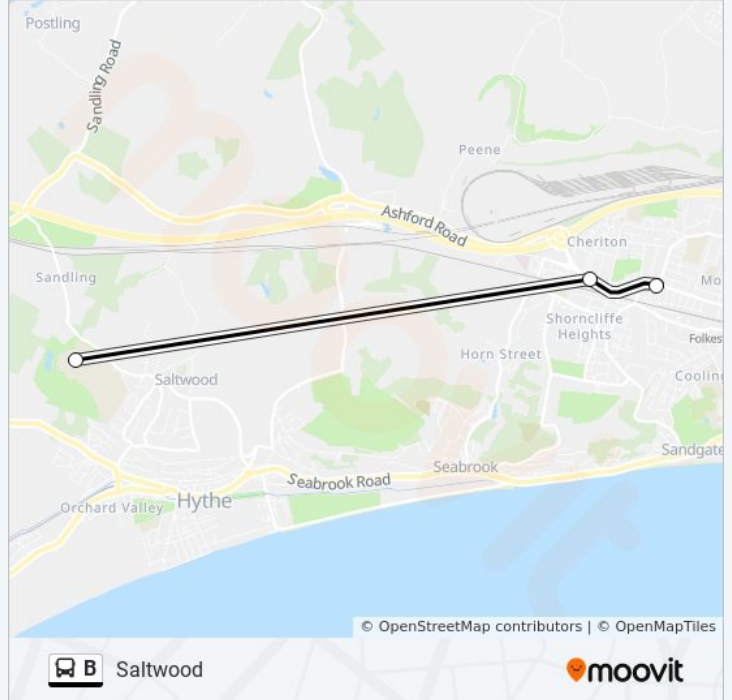 Postling
Sandling Road
Peene
Ashford Road
Cheriton
Sandling
Mo
Shorncliffe
Heights
Folkes
Horn Street
Saltwood
Coolin
Sandgate
Seabrook
Seabrook Road
Orchard Valley
Hythe
© OpenStreetMap contributors | © OpenMapTiles
B Saltwood
moovit